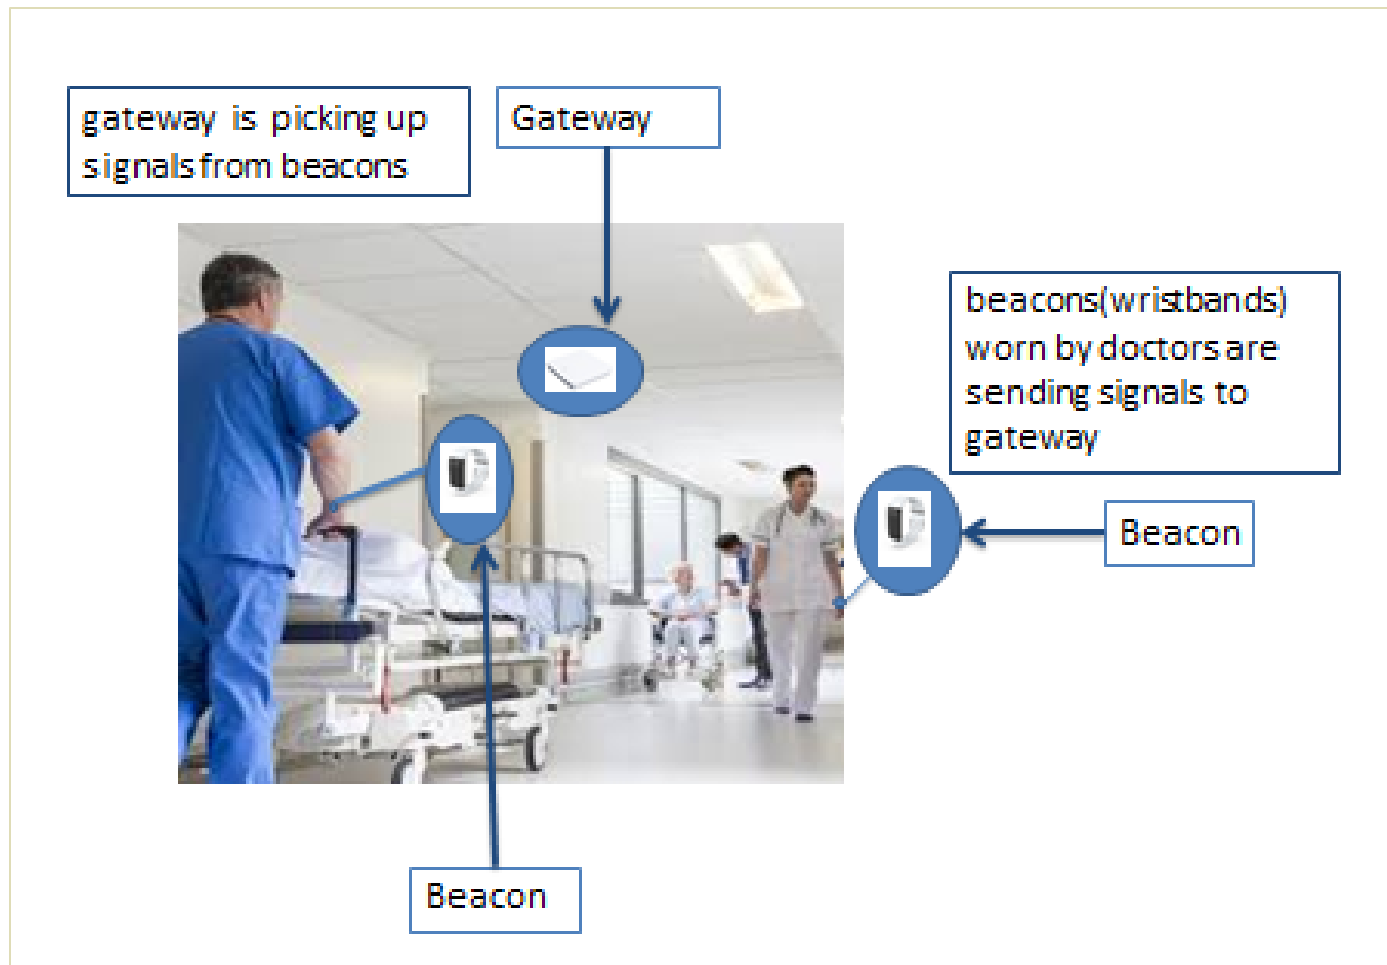 gateway is picking up
signals from beacons
Gateway
beacons(wristbands)
worn by doctors are
sending signals to
gateway
Beacon
Beacon